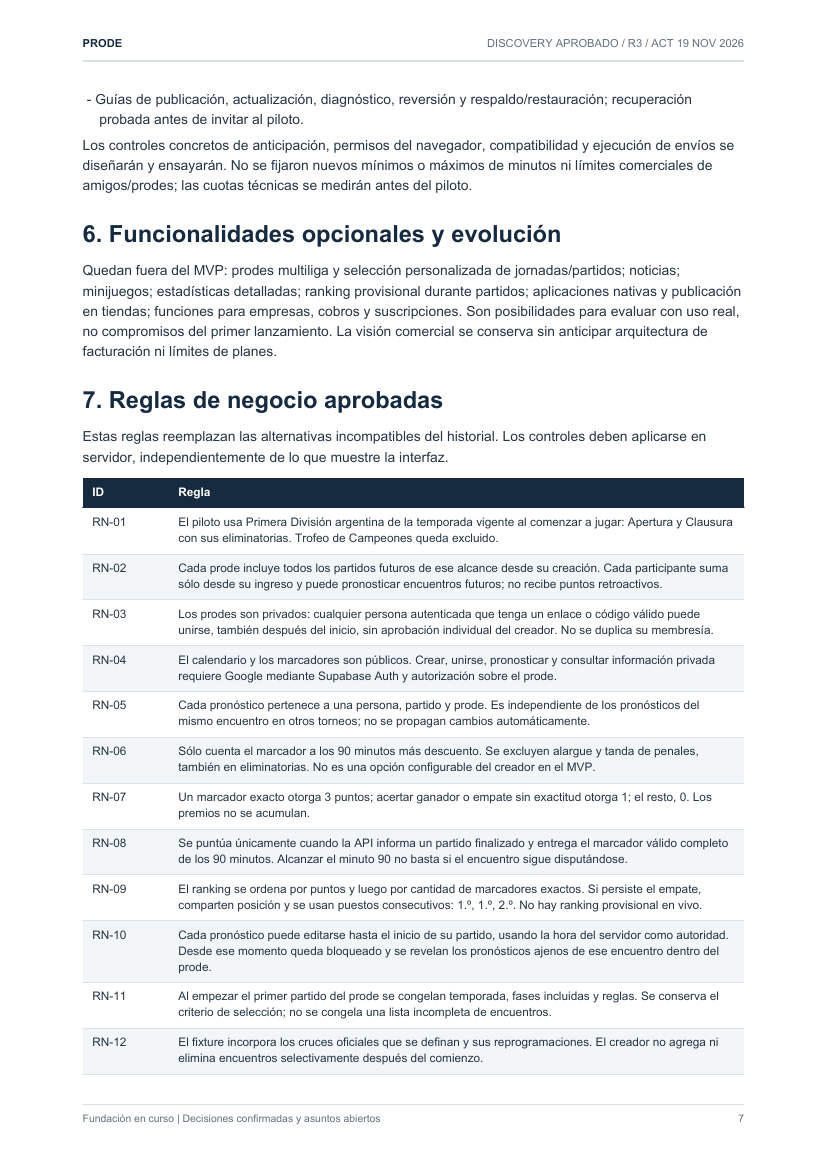 PRODE
DISCOVERY APROBADO / R3 / ACT 19 NOV 2026
- Guías de publicación, actualización, diagnóstico, reversión y respaldo/restauración; recuperación
probada antes de invitar al piloto.
Los controles concretos de anticipación, permisos del navegador, compatibilidad y ejecución de envíos se
diseñarán y ensayarán. No se fijaron nuevos mínimos o máximos de minutos ni límites comerciales de
amigos/prodes; las cuotas técnicas se medirán antes del piloto.
6. Funcionalidades opcionales y evolución
Quedan fuera del MVP: prodes multiliga y selección personalizada de jornadas/partidos; noticias;
minijuegos; estadísticas detalladas; ranking provisional durante partidos; aplicaciones nativas y publicación
en tiendas; funciones para empresas, cobros y suscripciones. Son posibilidades para evaluar con uso real,
no compromisos del primer lanzamiento. La visión comercial se conserva sin anticipar arquitectura de
facturación ni límites de planes.
7. Reglas de negocio aprobadas
Estas reglas reemplazan las alternativas incompatibles del historial. Los controles deben aplicarse en
servidor, independientemente de lo que muestre la interfaz.
ID Regla
RN-01 El piloto usa Primera División argentina de la temporada vigente al comenzar a jugar: Apertura y Clausura
con sus eliminatorias. Trofeo de Campeones queda excluido.
RN-02 Cada prode incluye todos los partidos futuros de ese alcance desde su creación. Cada participante suma
sólo desde su ingreso y puede pronosticar encuentros futuros; no recibe puntos retroactivos.
RN-03 Los prodes son privados: cualquier persona autenticada que tenga un enlace o código válido puede
unirse, también después del inicio, sin aprobación individual del creador. No se duplica su membresía.
RN-04 El calendario y los marcadores son públicos. Crear, unirse, pronosticar y consultar información privada
requiere Google mediante Supabase Auth y autorización sobre el prode.
RN-05 Cada pronóstico pertenece a una persona, partido y prode. Es independiente de los pronósticos del
mismo encuentro en otros torneos; no se propagan cambios automáticamente.
RN-06 Sólo cuenta el marcador a los 90 minutos más descuento. Se excluyen alargue y tanda de penales,
también en eliminatorias. No es una opción configurable del creador en el MVP.
RN-07 Un marcador exacto otorga 3 puntos; acertar ganador o empate sin exactitud otorga 1; el resto, 0. Los
premios no se acumulan.
RN-08 Se puntúa únicamente cuando la API informa un partido finalizado y entrega el marcador válido completo
de los 90 minutos. Alcanzar el minuto 90 no basta si el encuentro sigue disputándose.
RN-09 El ranking se ordena por puntos y luego por cantidad de marcadores exactos. Si persiste el empate,
comparten posición y se usan puestos consecutivos: 1.º, 1.º, 2.º. No hay ranking provisional en vivo.
RN-10 Cada pronóstico puede editarse hasta el inicio de su partido, usando la hora del servidor como autoridad.
Desde ese momento queda bloqueado y se revelan los pronósticos ajenos de ese encuentro dentro del
prode.
RN-11 Al empezar el primer partido del prode se congelan temporada, fases incluidas y reglas. Se conserva el
criterio de selección; no se congela una lista incompleta de encuentros.
RN-12 El fixture incorpora los cruces oficiales que se definan y sus reprogramaciones. El creador no agrega ni
elimina encuentros selectivamente después del comienzo.
Fundación en curso | Decisiones confirmadas y asuntos abiertos
7